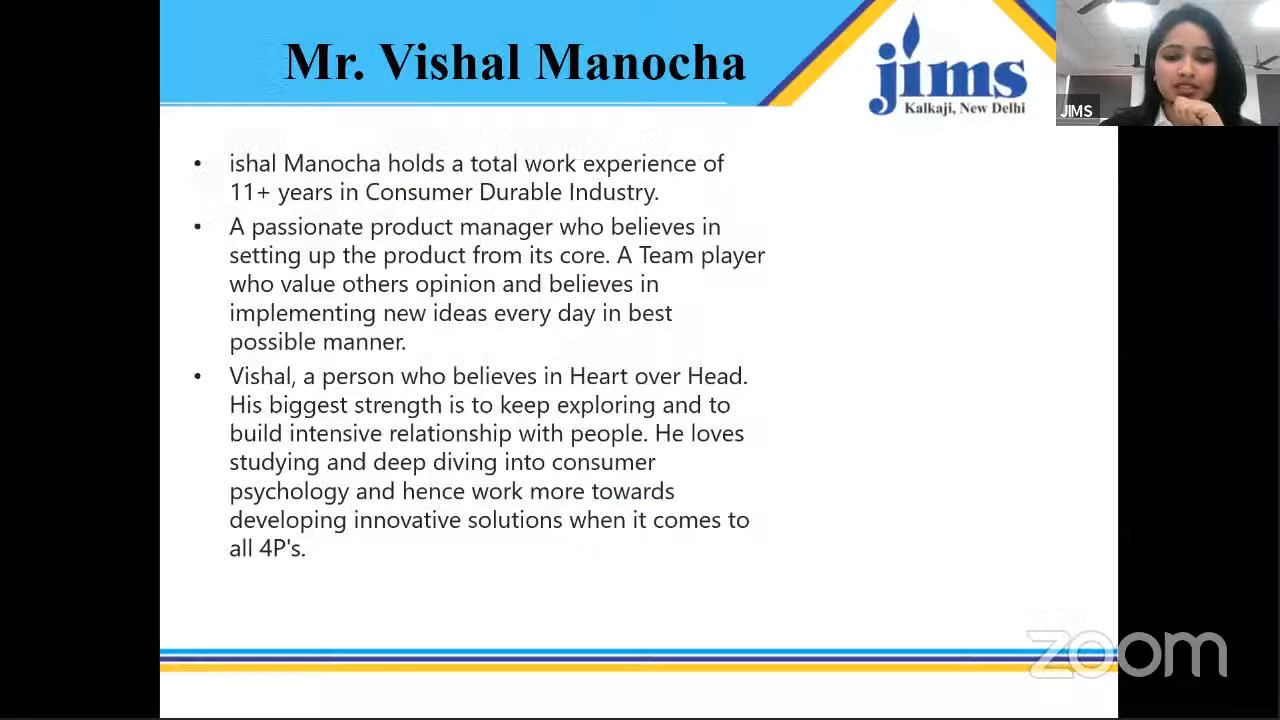 Mr. Vishal Manocha
jims
Kalkaji, New Delhi
JIMS
• ishal Manocha holds a total work experience of
11+ years in Consumer Durable Industry.
• A passionate product manager who believes in
setting up the product from its core. A Team player
who value others opinion and believes in
implementing new ideas every day in best
possible manner.
• Vishal, a person who believes in Heart over Head.
His biggest strength is to keep exploring and to
build intensive relationship with people. He loves
studying and deep diving into consumer
psychology and hence work more towards
developing innovative solutions when it comes to
all 4P's.
zoom